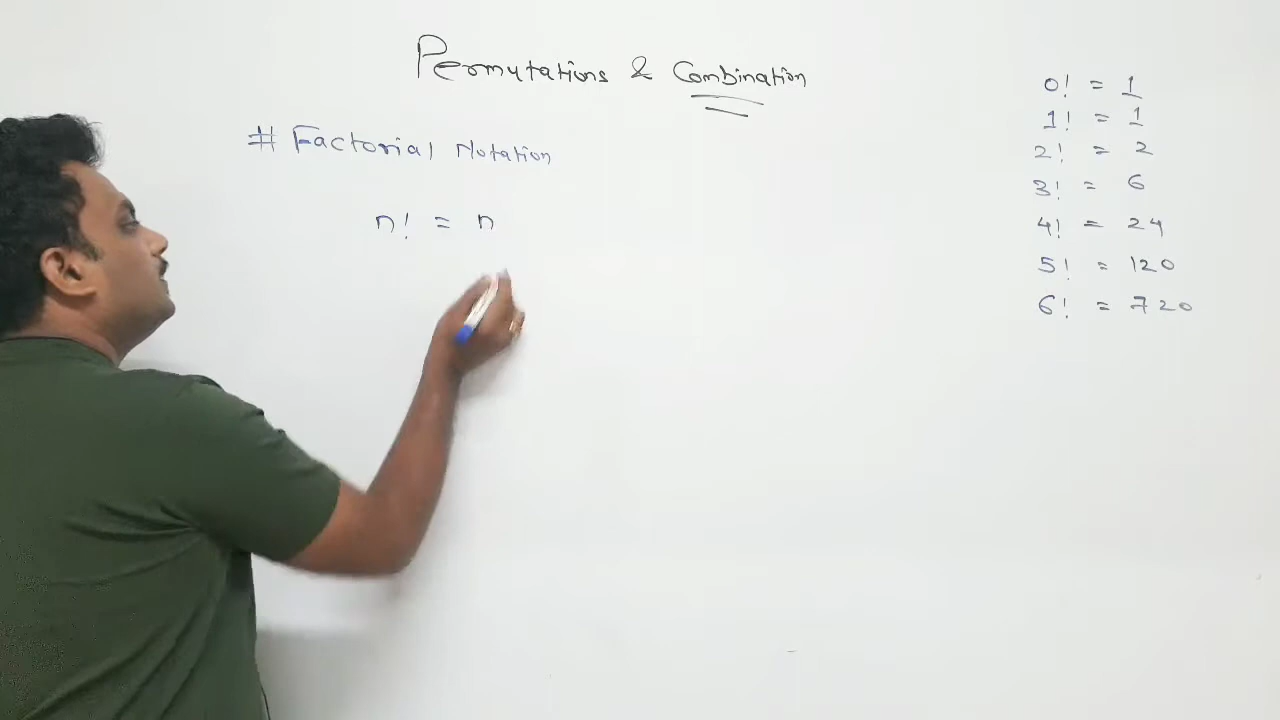 Permutations & Combination
# Factorial Notation
n! = n
0! = 1
1! = 1
2! = 2
3! = 6
4! = 24
5! = 120
6! = 720